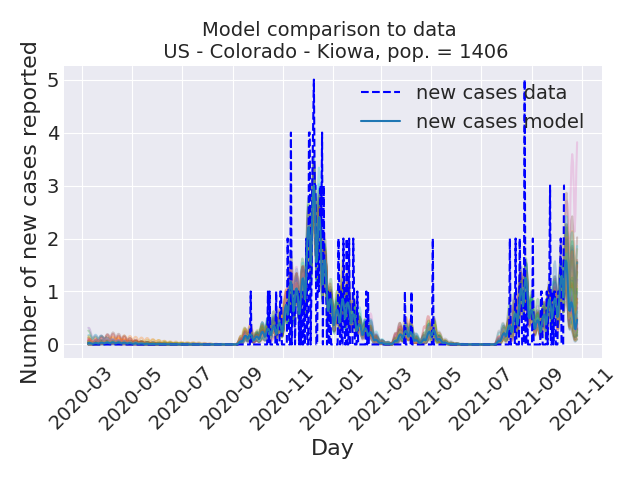 Model comparison to data
US - Colorado - Kiowa, pop. = 1406
Number of new cases reported
5
4
3
2
1
0
new cases data
new cases model
2020-03
2020-05
2020-07
2020-09
2020-11
2021-01
2021-03
2021-05
2021-07
2021-09
2021-11
Day